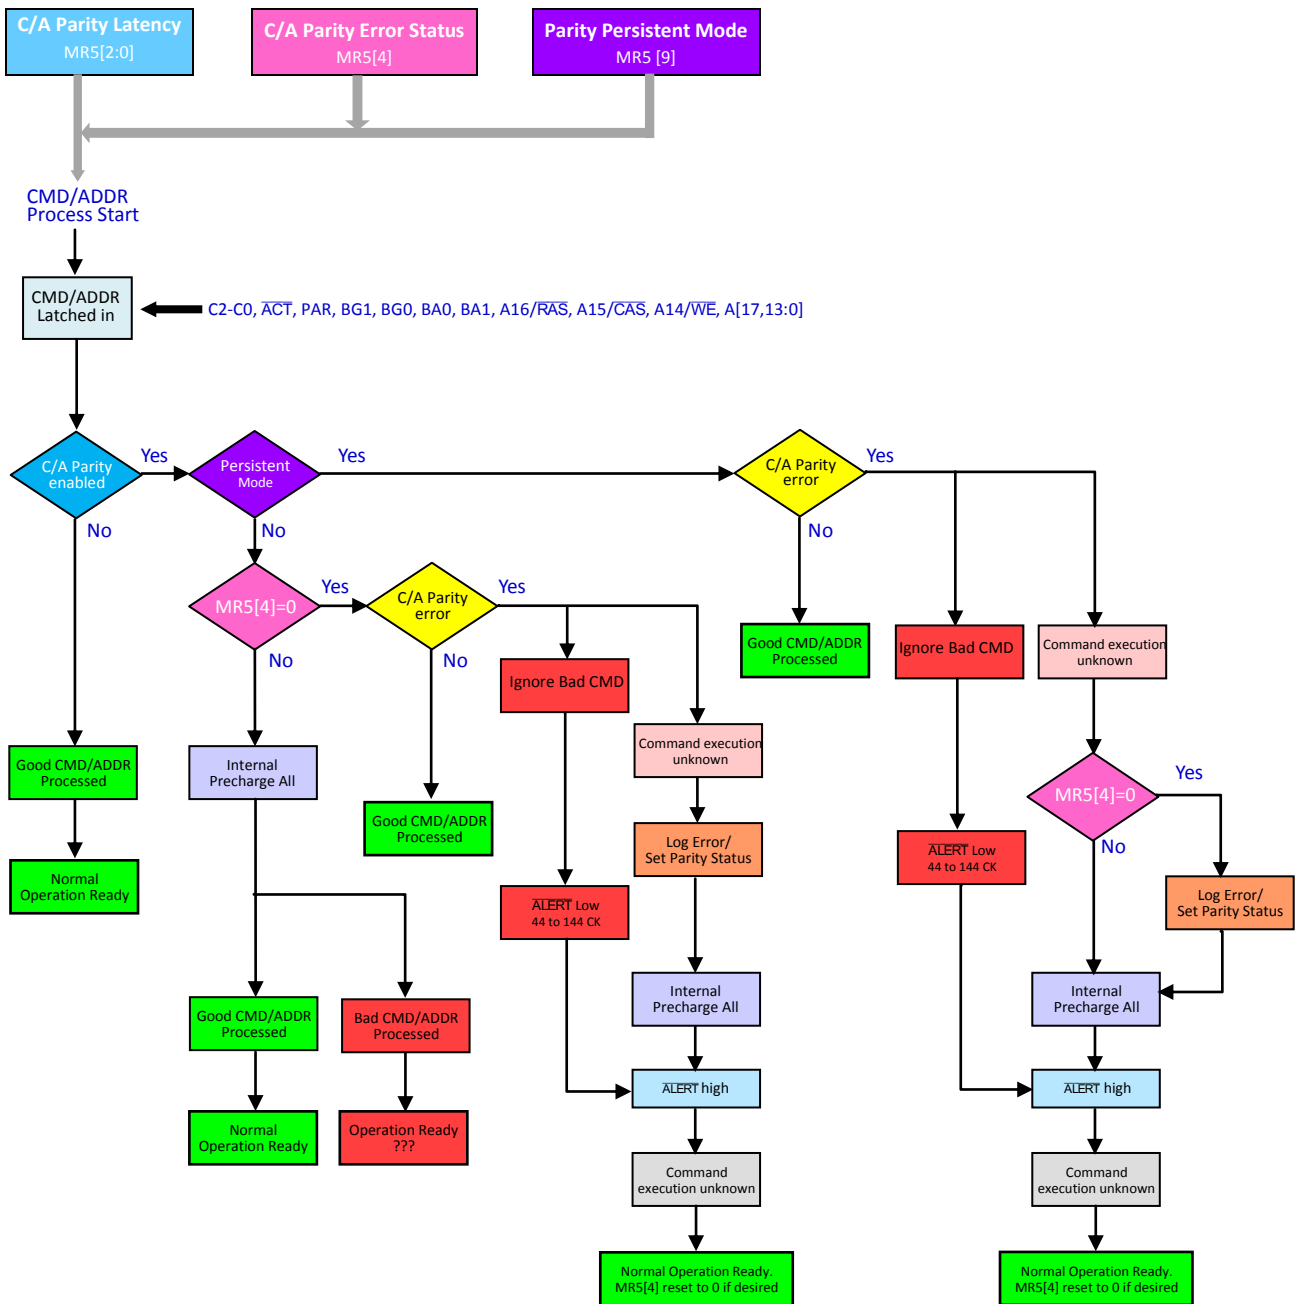 C/A Parity Latency
MR5[2:0]
C/A Parity Error Status
MR5[4]
Parity Persistent Mode
MR5 [9]
CMD/ADDR
Process Start
CMD/ADDR
Latched in
C2-C0, A̅C̅T̅, PAR, BG1, BG0, BA0, BA1, A16/R̅A̅S̅, A15/C̅A̅S̅, A14/W̅E̅, A[17,13:0]
C/A Parity
enabled
Yes
No
Persistent
Mode
Yes
No
C/A Parity
error
Yes
No
MR5[4]=0
Yes
No
C/A Parity
error
Yes
No
Good CMD/ADDR
Processed
Ignore Bad CMD
Command execution
unknown
Ignore Bad CMD
Command execution
unknown
Good CMD/ADDR
Processed
Internal
Precharge All
Good CMD/ADDR
Processed
MR5[4]=0
Yes
No
Log Error/
Set Parity Status
A̅L̅E̅R̅T̅ Low
44 to 144 CK
Normal
Operation Ready
A̅L̅E̅R̅T̅ Low
44 to 144 CK
Log Error/
Set Parity Status
Good CMD/ADDR
Processed
Bad CMD/ADDR
Processed
Internal
Precharge All
Internal
Precharge All
A̅L̅E̅R̅T̅ high
A̅L̅E̅R̅T̅ high
Normal
Operation Ready
Operation Ready
???
Command
execution unknown
Command
execution unknown
Normal Operation Ready.
MR5[4] reset to 0 if desired
Normal Operation Ready.
MR5[4] reset to 0 if desired